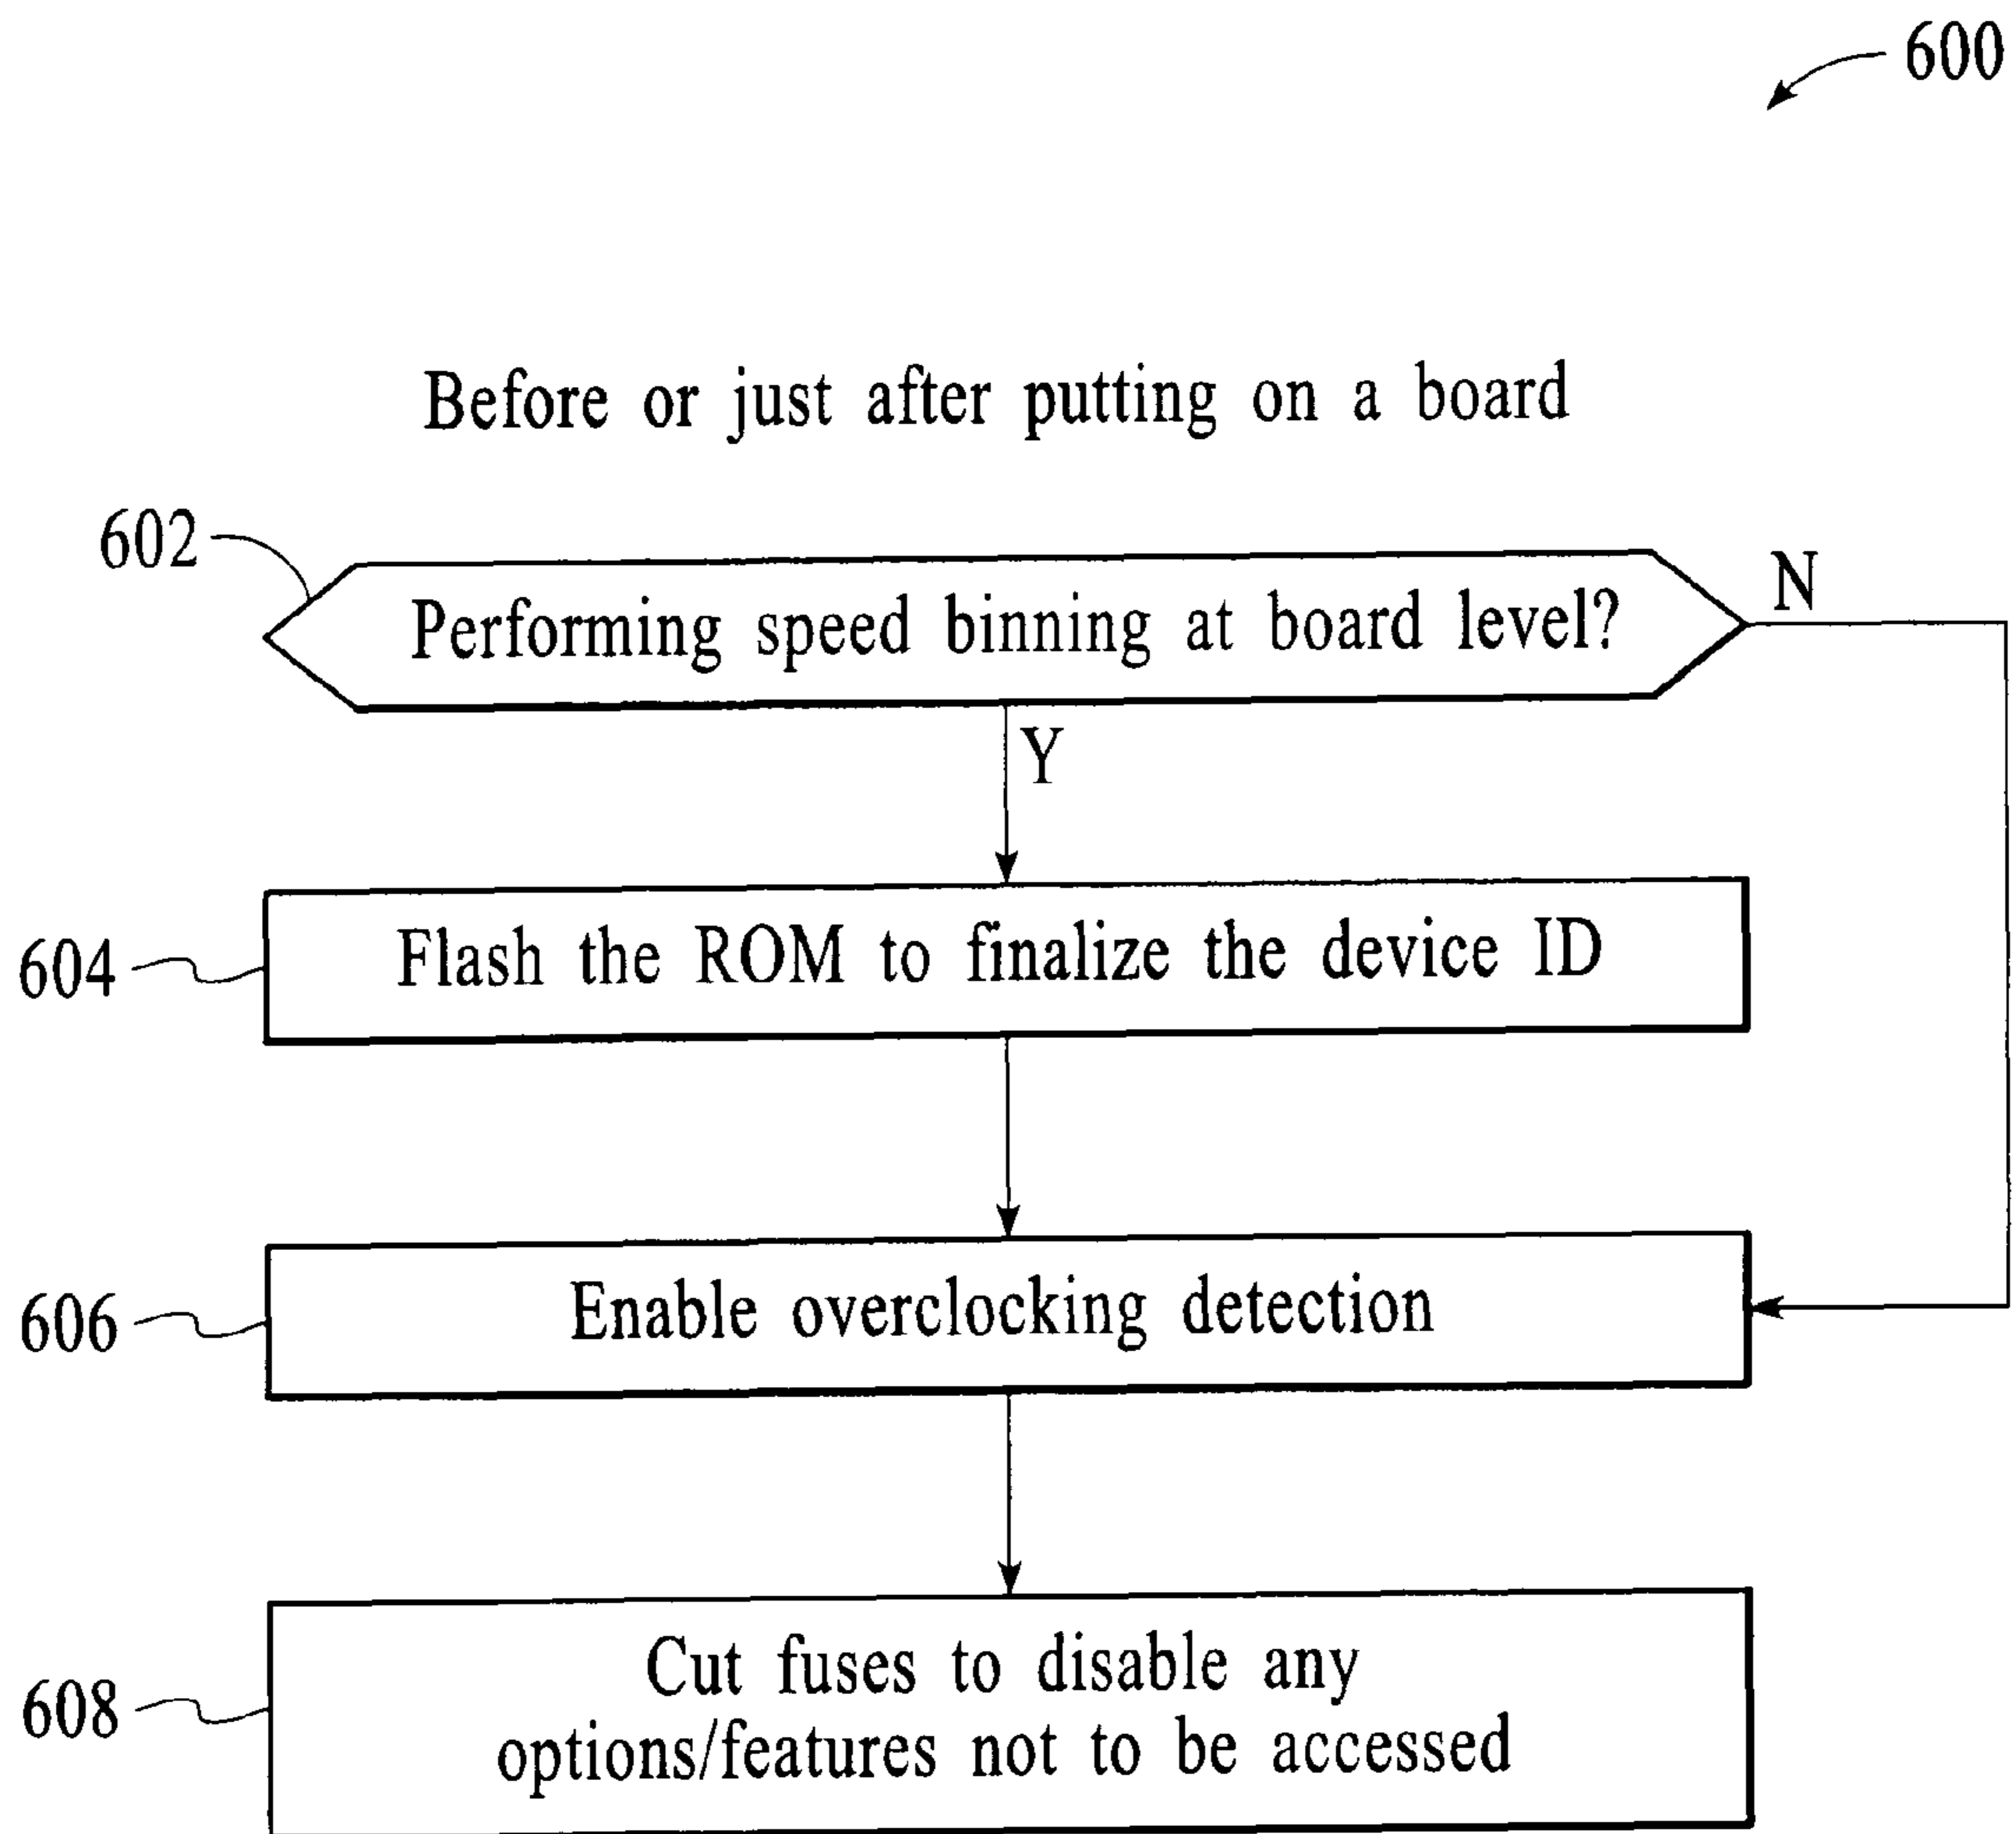 600
Before or just after putting on a board
602
Performing speed binning at board level?
N
Y
604
Flash the ROM to finalize the device ID
606
Enable overclocking detection
608
Cut fuses to disable any
options/features not to be accessed